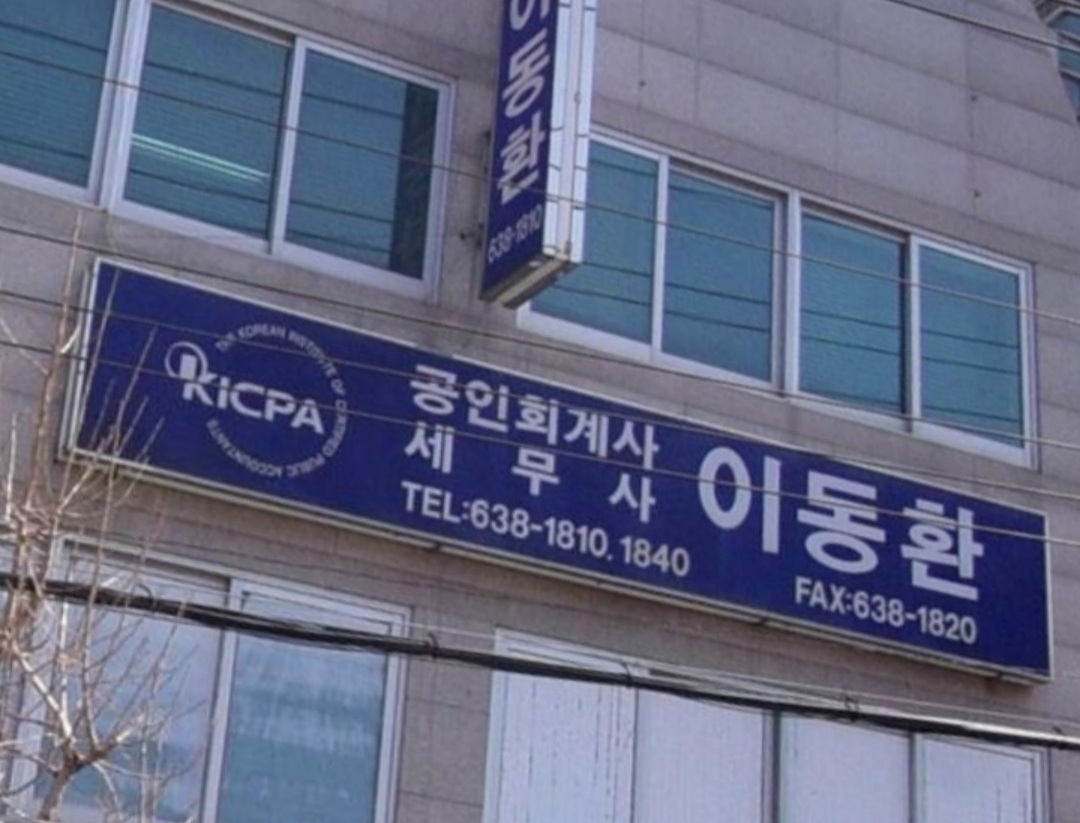 이동환
638-1810
THE KOREAN INSTITUTE OF CERTIFIED PUBLIC ACCOUNTANTS
KICPA
공인회계사
세 무 사
이동환
TEL:638-1810. 1840
FAX:638-1820